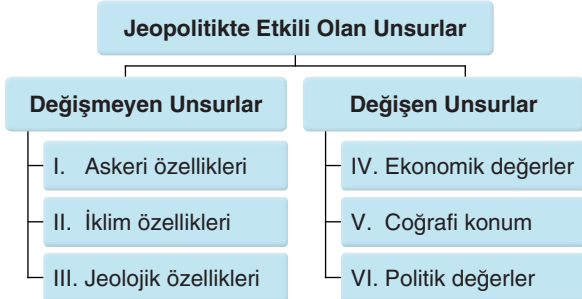 Jeopolitikte Etkili Olan Unsurlar
Değişmeyen Unsurlar
I. Askeri özellikleri
II. İklim özellikleri
III. Jeolojik özellikleri
Değişen Unsurlar
IV. Ekonomik değerler
V. Coğrafi konum
VI. Politik değerler